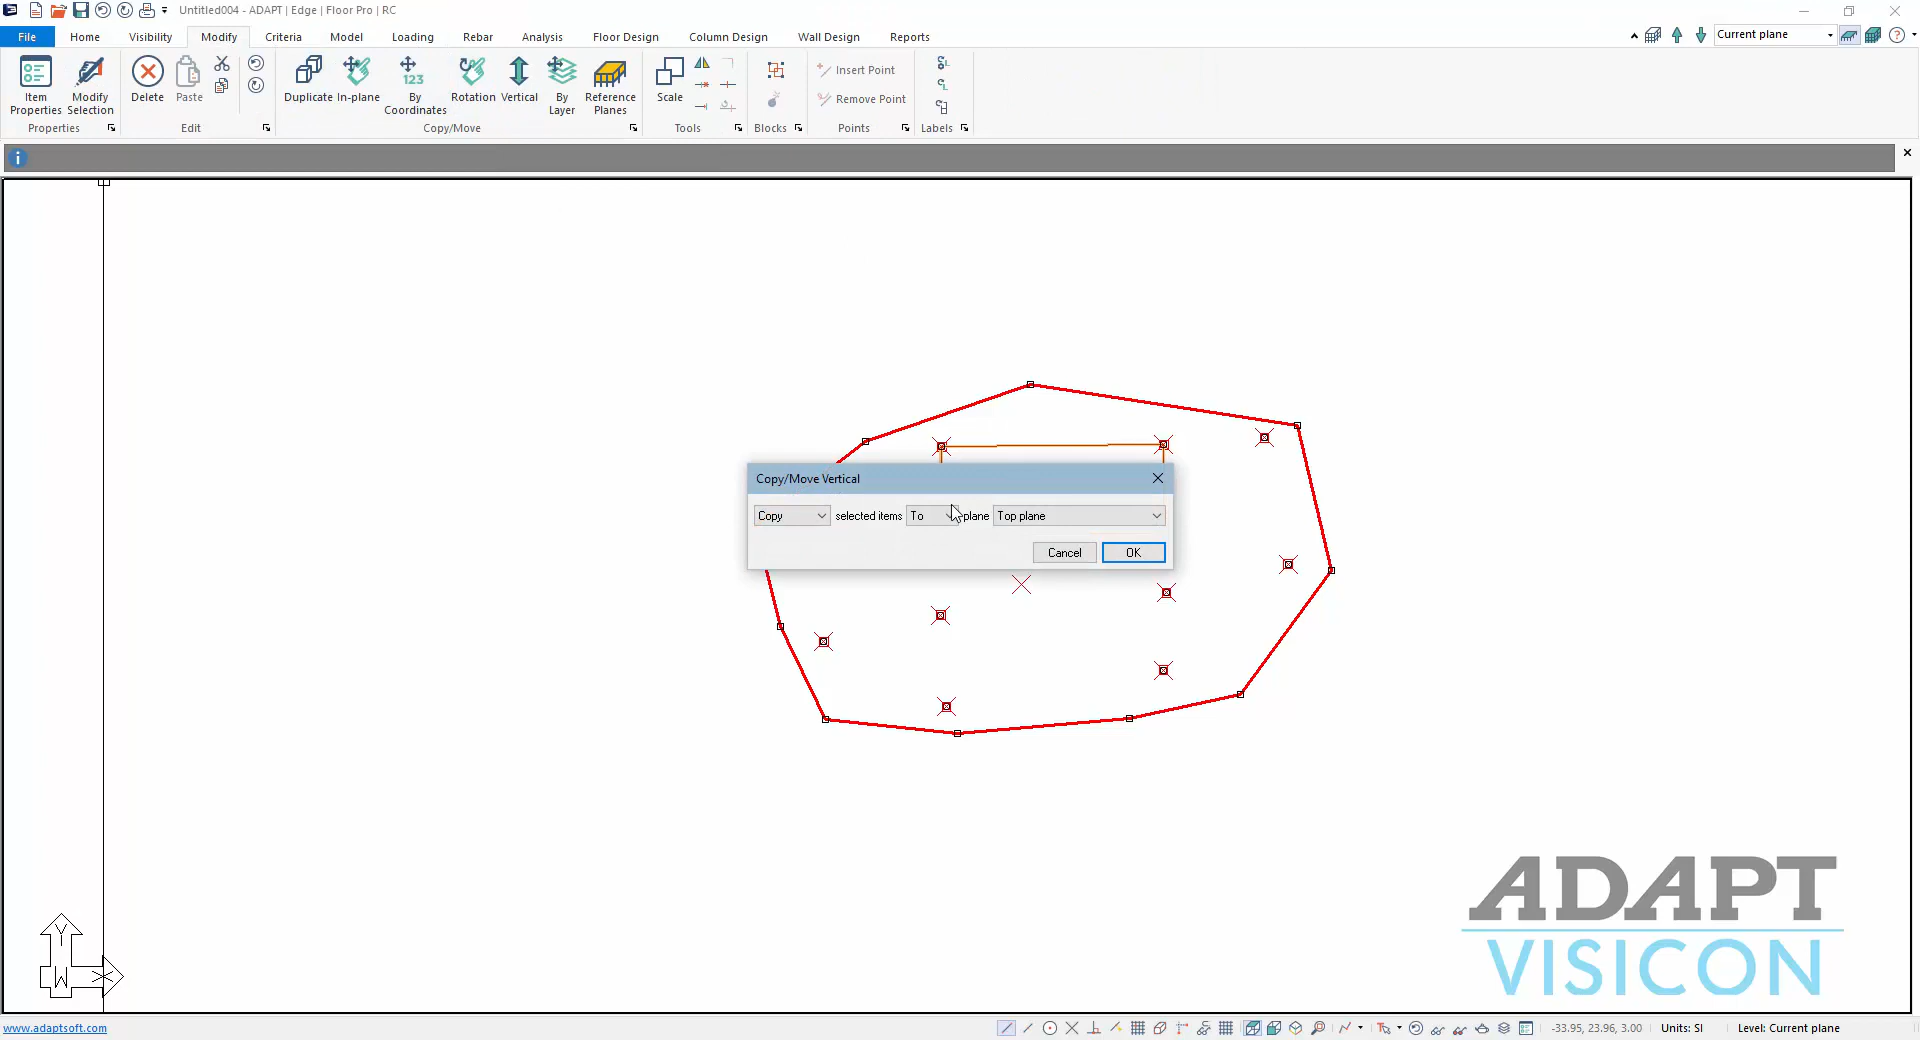 Untitled004 - ADAPT | Edge | Floor Pro | RC
File Home Visibility Modify Criteria Model Loading Rebar Analysis Floor Design Column Design Wall Design Reports Current plane
Item Properties
Modify Selection
Delete
Paste
Duplicate
In-plane
123
By Coordinates
Rotation
Vertical
By Layer
Reference Planes
Scale
Insert Point
Remove Point
Properties Edit Copy/Move Tools Blocks Points Labels
Copy/Move Vertical
Copy selected items To plane Top plane
Cancel OK
Y
W X
ADAPT
VISICON
www.adaptsoft.com -33.95, 23.96, 3.00 Units: SI Level: Current plane